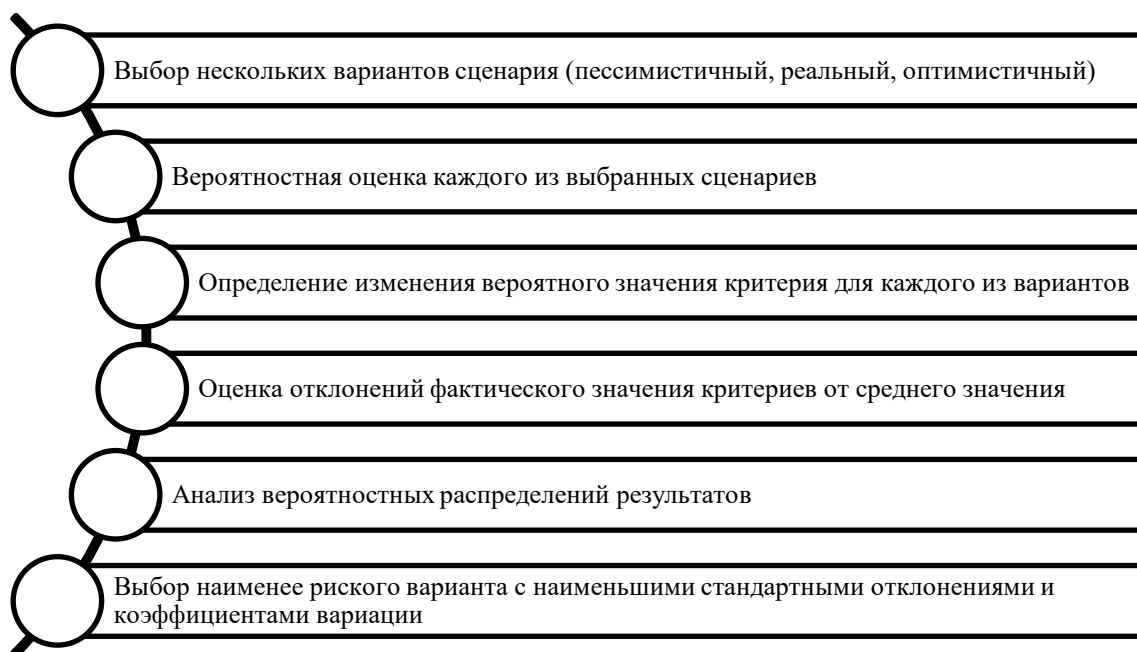 Выбор нескольких вариантов сценария (пессимистичный, реальный, оптимистичный)
Вероятностная оценка каждого из выбранных сценариев
Определение изменения вероятного значения критерия для каждого из вариантов
Оценка отклонений фактического значения критериев от среднего значения
Анализ вероятностных распределений результатов
Выбор наименее риского варианта с наименьшими стандартными отклонениями и
коэффициентами вариации